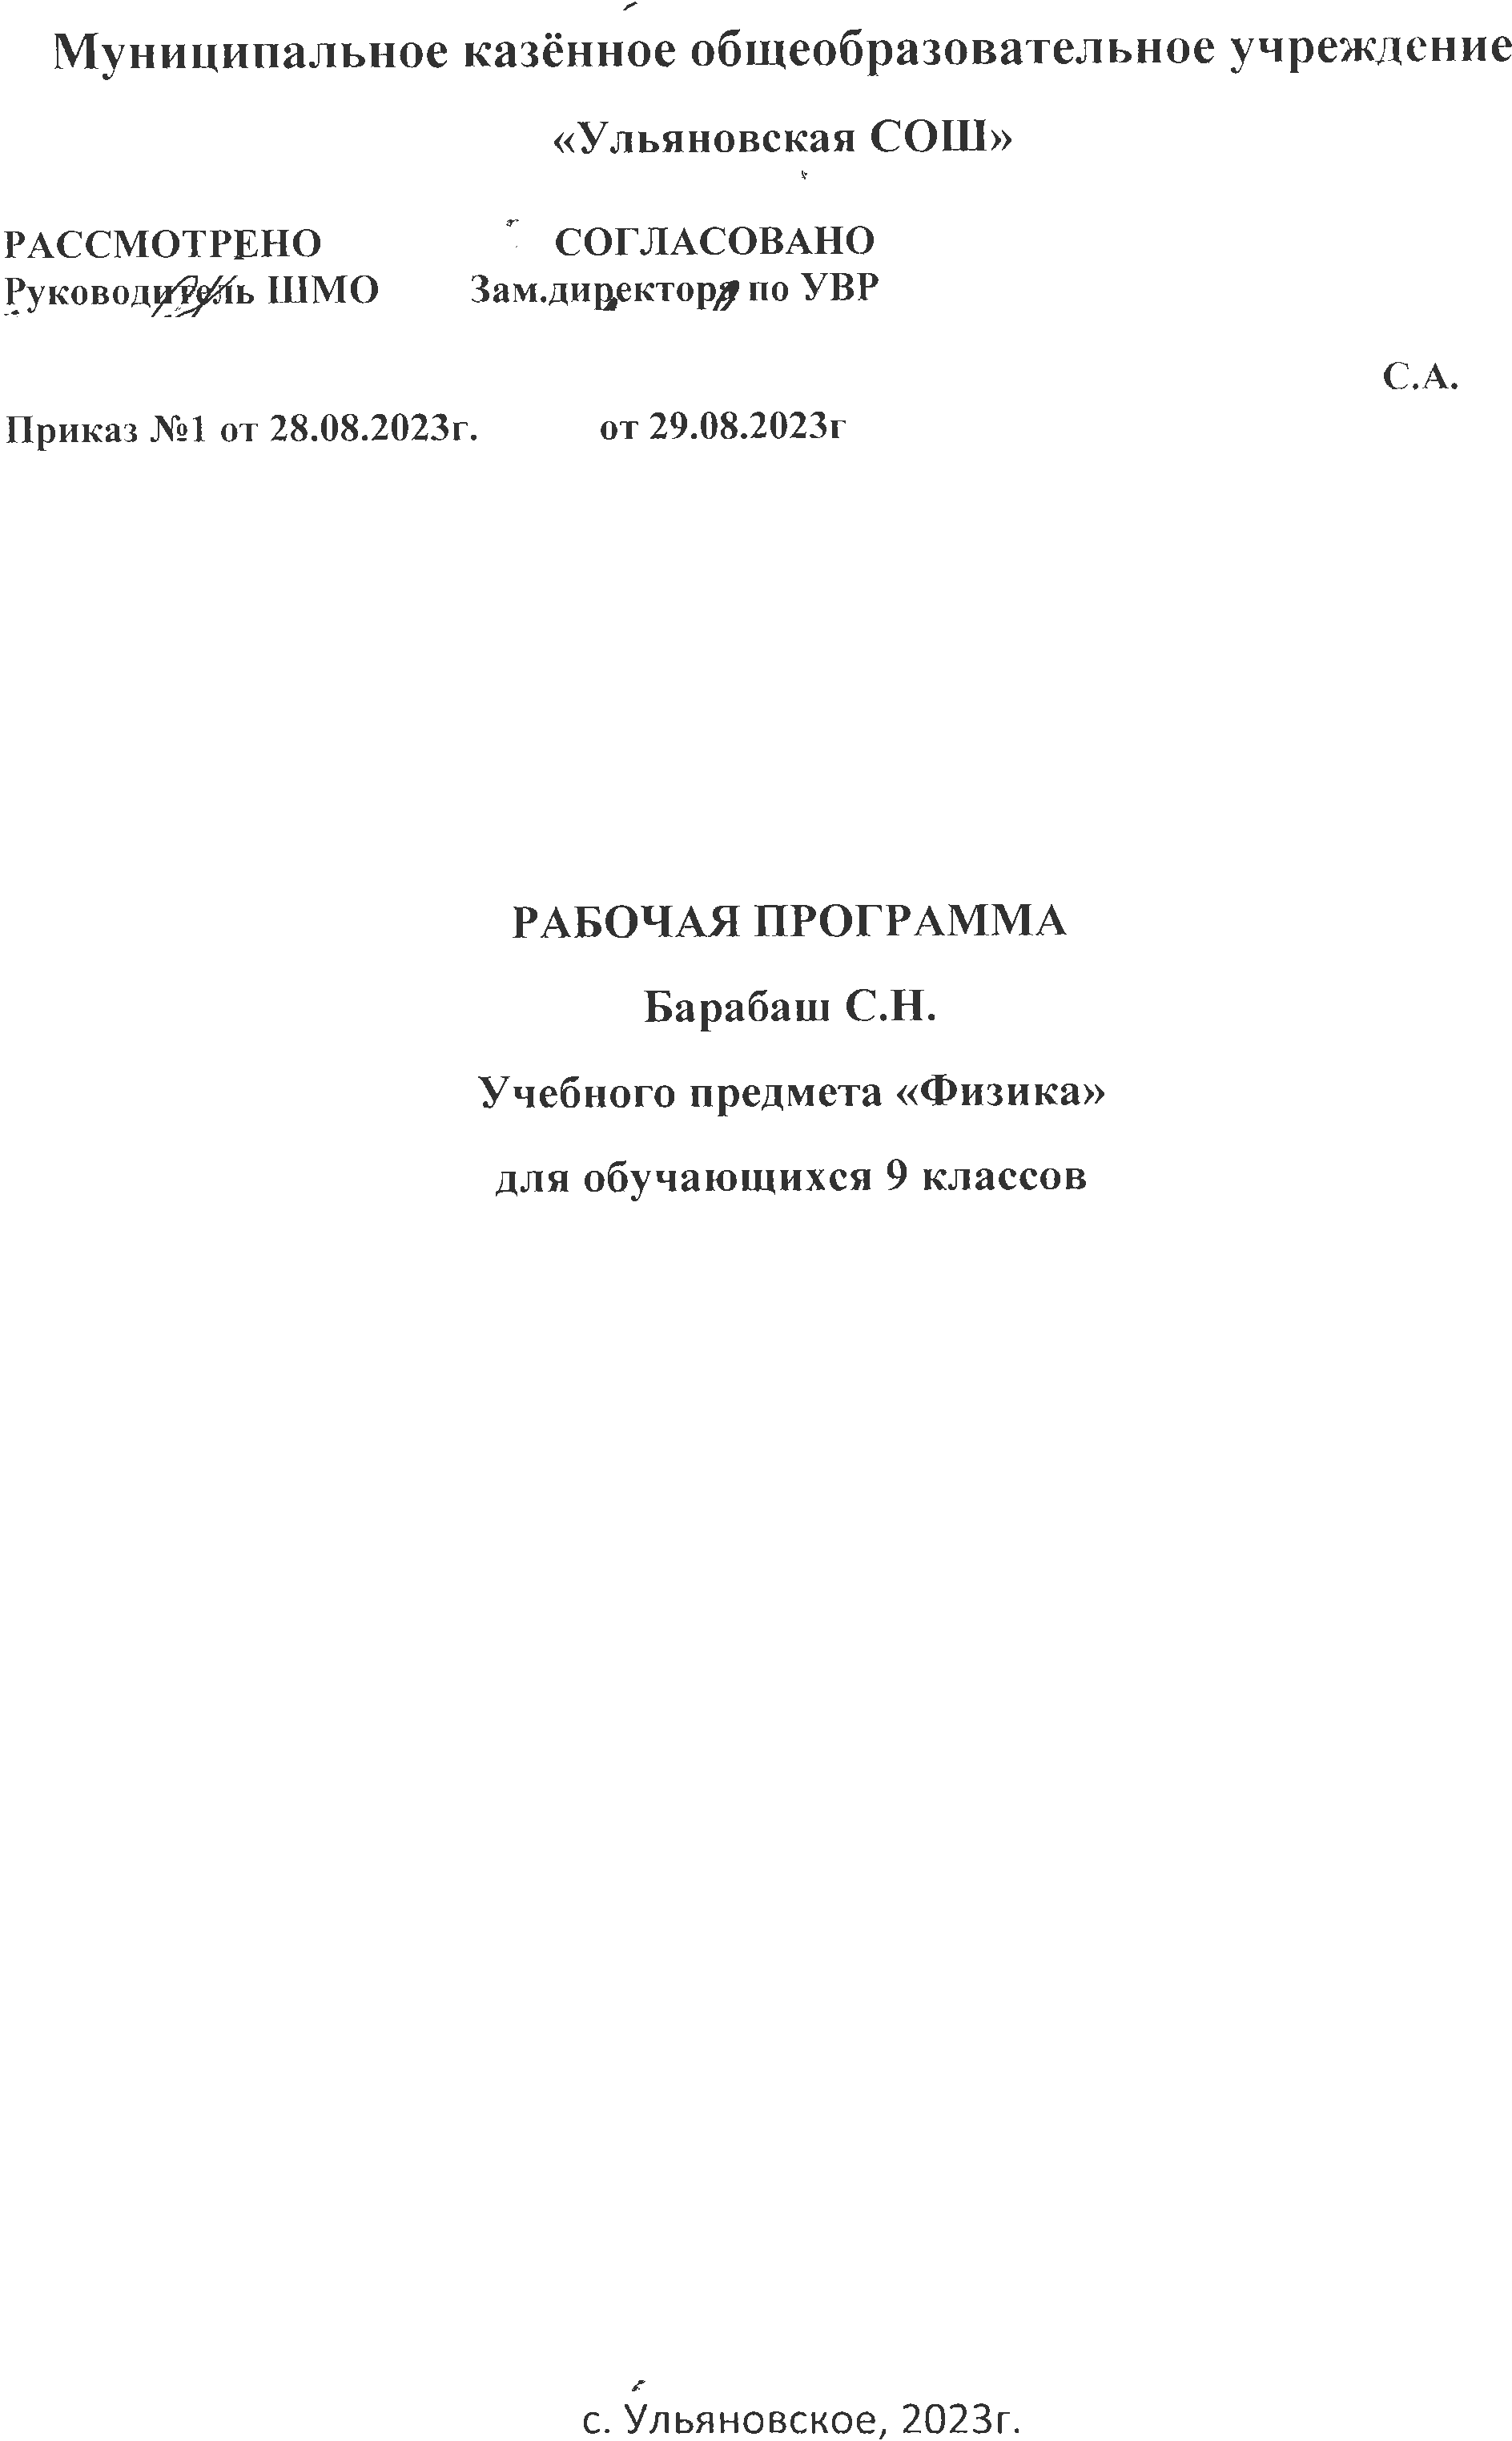 Муниципальное казённое общеобразовательное учреждение
«Ульяновская СОШ»
РАССМОТРЕНО СОГЛАСОВАНО
Руководитель ШМО Зам.директора по УВР
С.А.
Приказ №1 от 28.08.2023г. от 29.08.2023г
РАБОЧАЯ ПРОГРАММА
Барабаш С.Н.
Учебного предмета «Физика»
для обучающихся 9 классов
с. Ульяновское, 2023г.